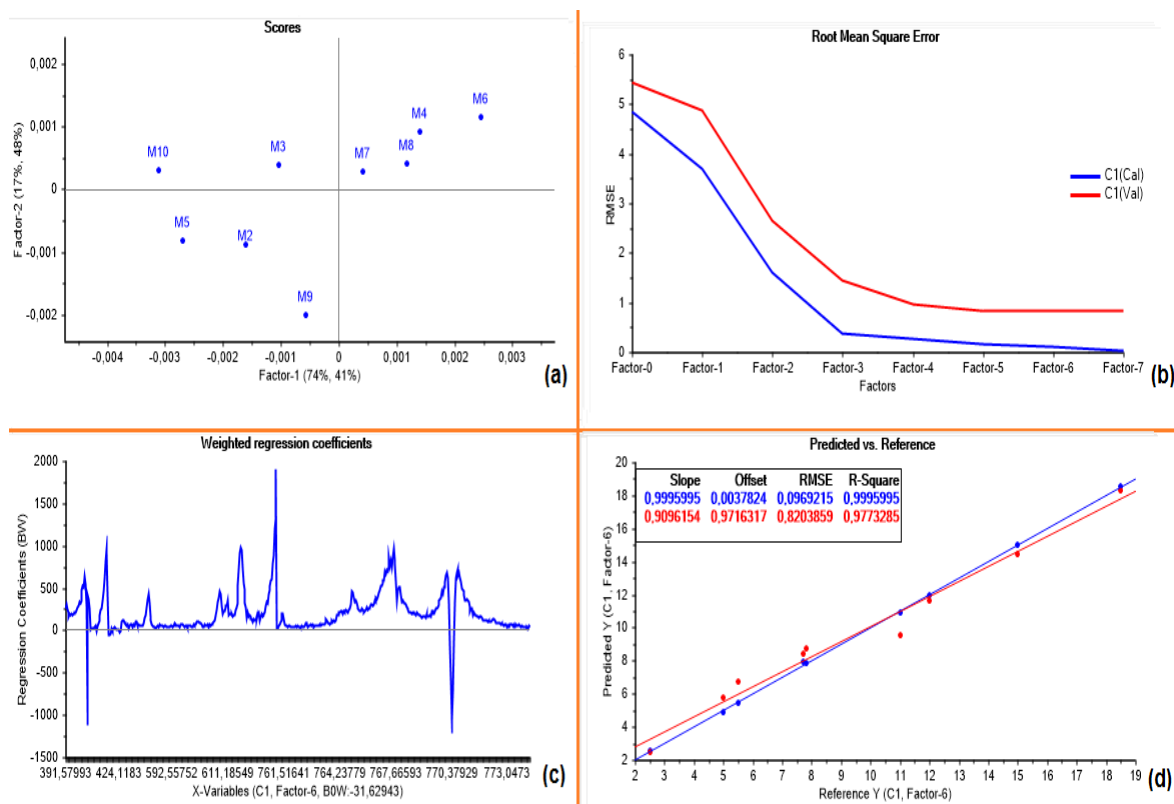 Scores
0,002
0,001
0
-0,001
-0,002
Factor-2 (17%, 48%)
M6
M4
M8
M7
M3
M10
M5
M2
M9
-0,004
-0,003
-0,002
-0,001
0
0,001
0,002
0,003
Factor-1 (74%, 41%)
(a)
Root Mean Square Error
6
5
4
3
2
1
0
RMSE
C1(Cal)
C1(Val)
Factor-0
Factor-1
Factor-2
Factor-3
Factor-4
Factor-5
Factor-6
Factor-7
Factors
(b)
Weighted regression coefficients
2000
1500
1000
500
0
-500
-1000
-1500
Regression Coefficients (BW)
391,57993 424,1183 592,55752 611,18549 761,51641 764,23779 767,66593 770,37929 773,0473
X-Variables (C1, Factor-6, B0W:-31,62943)
(c)
Predicted vs. Reference
20
18
16
14
12
10
8
6
4
2
Predicted Y (C1, Factor-6)
Slope Offset RMSE R-Square
0,9995995 0,0037824 0,0969215 0,9995995
0,9096154 0,9716317 0,8203859 0,9773285
2 3 4 5 6 7 8 9 10 11 12 13 14 15 16 17 18 19
Reference Y (C1, Factor-6)
(d)